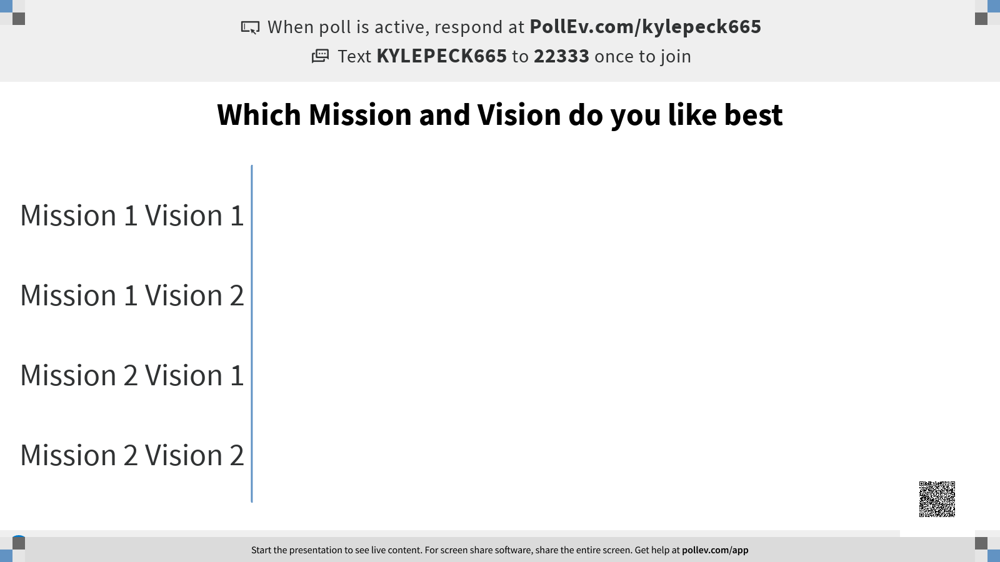 When poll is active, respond at PollEv.com/kylepeck665
Text KYLEPECK665 to 22333 once to join
Which Mission and Vision do you like best
Mission 1 Vision 1
Mission 1 Vision 2
Mission 2 Vision 1
Mission 2 Vision 2
Start the presentation to see live content. For screen share software, share the entire screen. Get help at pollev.com/app